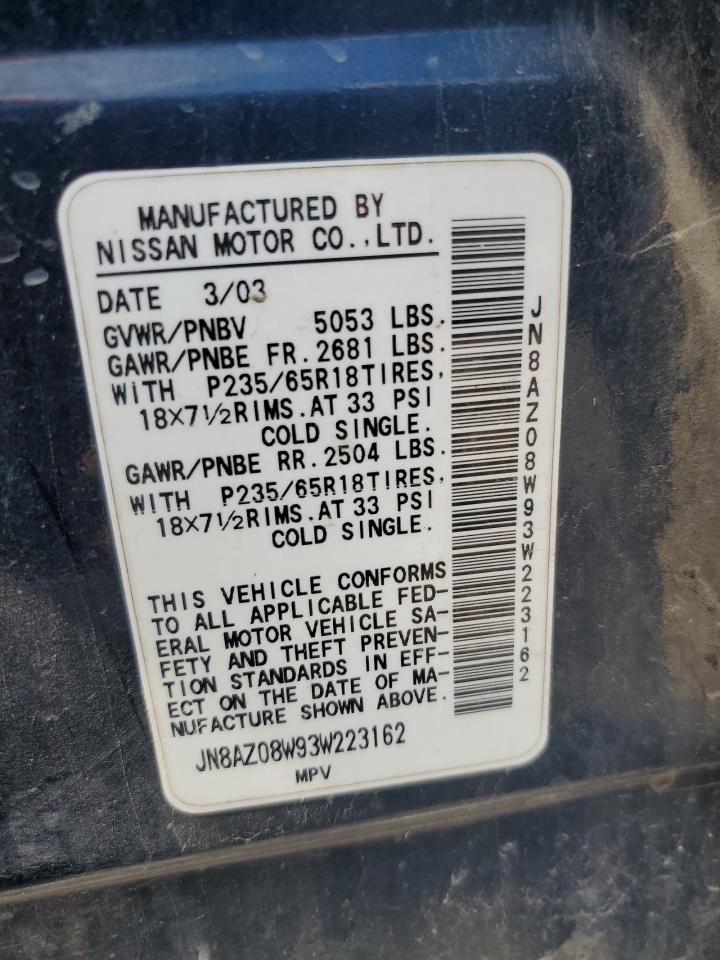 MANUFACTURED BY
NISSAN MOTOR CO.,LTD.
DATE 3/03
GVWR/PNBV 5053 LBS.
GAWR/PNBE FR.2681 LBS.
WITH P235/65R18TIRES,
18X7½RIMS.AT 33 PSI
COLD SINGLE.
GAWR/PNBE RR.2504 LBS.
WITH P235/65R18TIRES,
18X7½RIMS.AT 33 PSI
COLD SINGLE.
THIS VEHICLE CONFORMS
TO ALL APPLICABLE FED-
ERAL MOTOR VEHICLE SA-
FETY AND THEFT PREVEN-
TION STANDARDS IN EFF-
ECT ON THE DATE OF MA-
NUFACTURE SHOWN ABOVE.
JN8AZ08W93W223162
MPV
JN8AZ08W93W223162